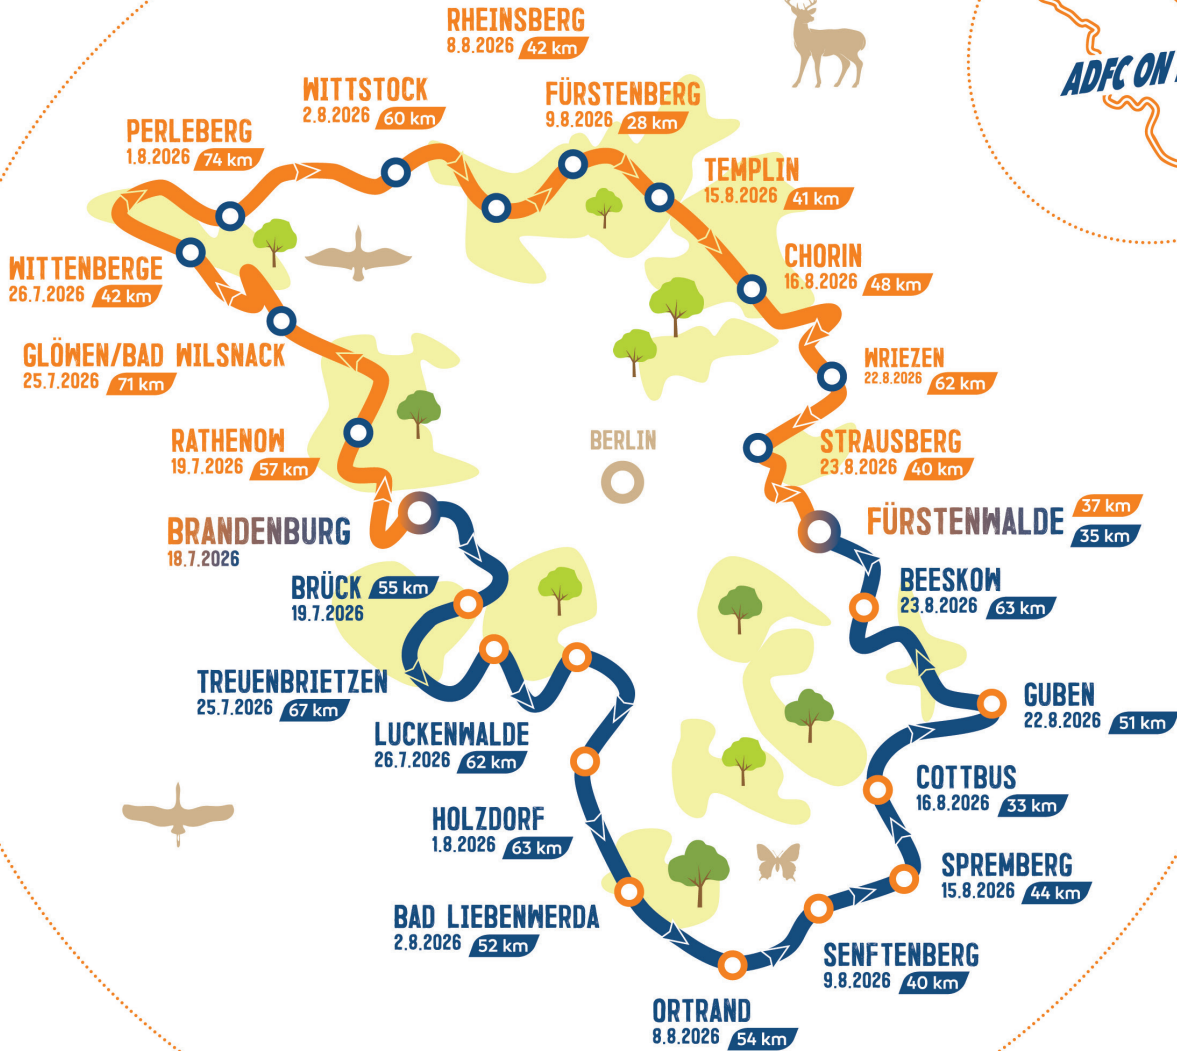 RHEINSBERG
8.8.2026 42 km
ADFC ON
WITTSTOCK
2.8.2026 60 km
FÜRSTENBERG
9.8.2026 28 km
PERLEBERG
1.8.2026 74 km
TEMPLIN
15.8.2026 41 km
CHORIN
16.8.2026 48 km
WITTENBERGE
26.7.2026 42 km
GLÖWEN/BAD WILSNACK
25.7.2026 71 km
WRIEZEN
22.8.2026 62 km
RATHENOW
19.7.2026 57 km
BERLIN
STRAUSBERG
23.8.2026 40 km
BRANDENBURG
18.7.2026
FÜRSTENWALDE 37 km
35 km
BRÜCK 55 km
19.7.2026
BEESKOW
23.8.2026 63 km
TREUENBRIETZEN
25.7.2026 67 km
GUBEN
22.8.2026 51 km
LUCKENWALDE
26.7.2026 62 km
COTTBUS
16.8.2026 33 km
HOLZDORF
1.8.2026 63 km
SPREMBERG
15.8.2026 44 km
BAD LIEBENWERDA
2.8.2026 52 km
SENFTENBERG
9.8.2026 40 km
ORTRAND
8.8.2026 54 km